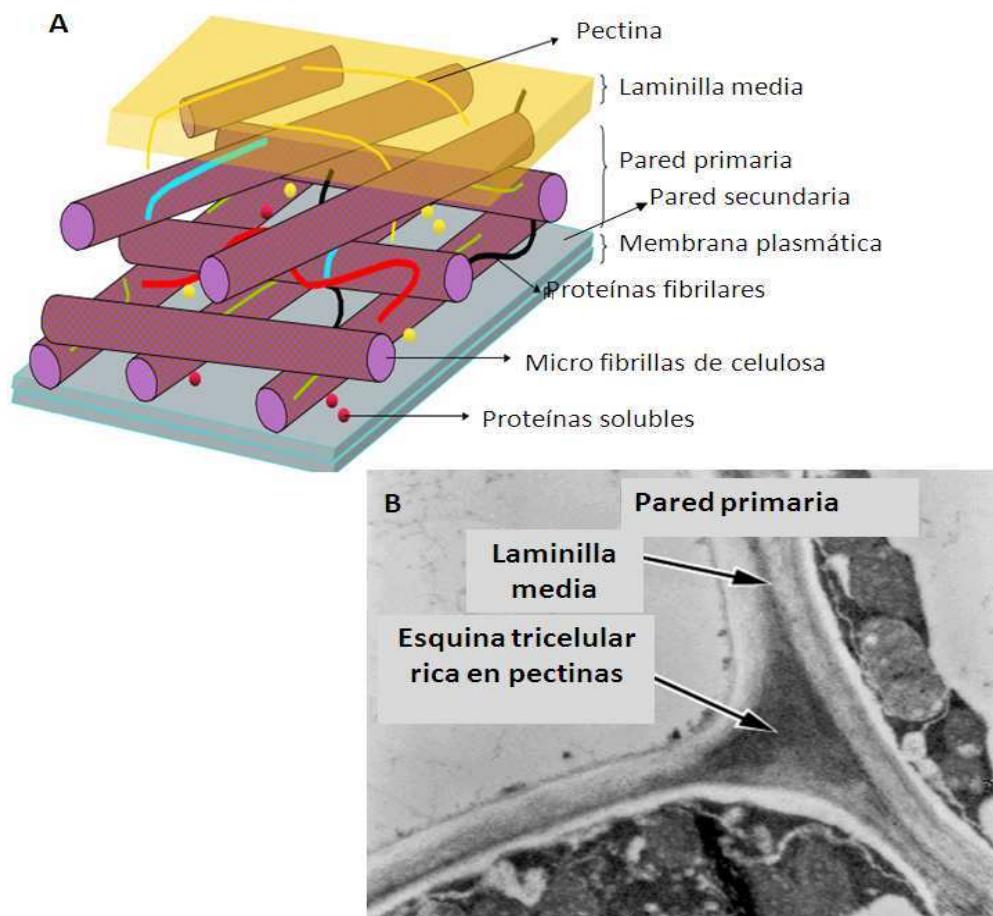 A
Pectina
Laminilla media
Pared primaria
Pared secundaria
Membrana plasmática
Proteínas fibrilares
Micro fibrillas de celulosa
Proteínas solubles
B
Pared primaria
Laminilla
media
Esquina tricelular
rica en pectinas